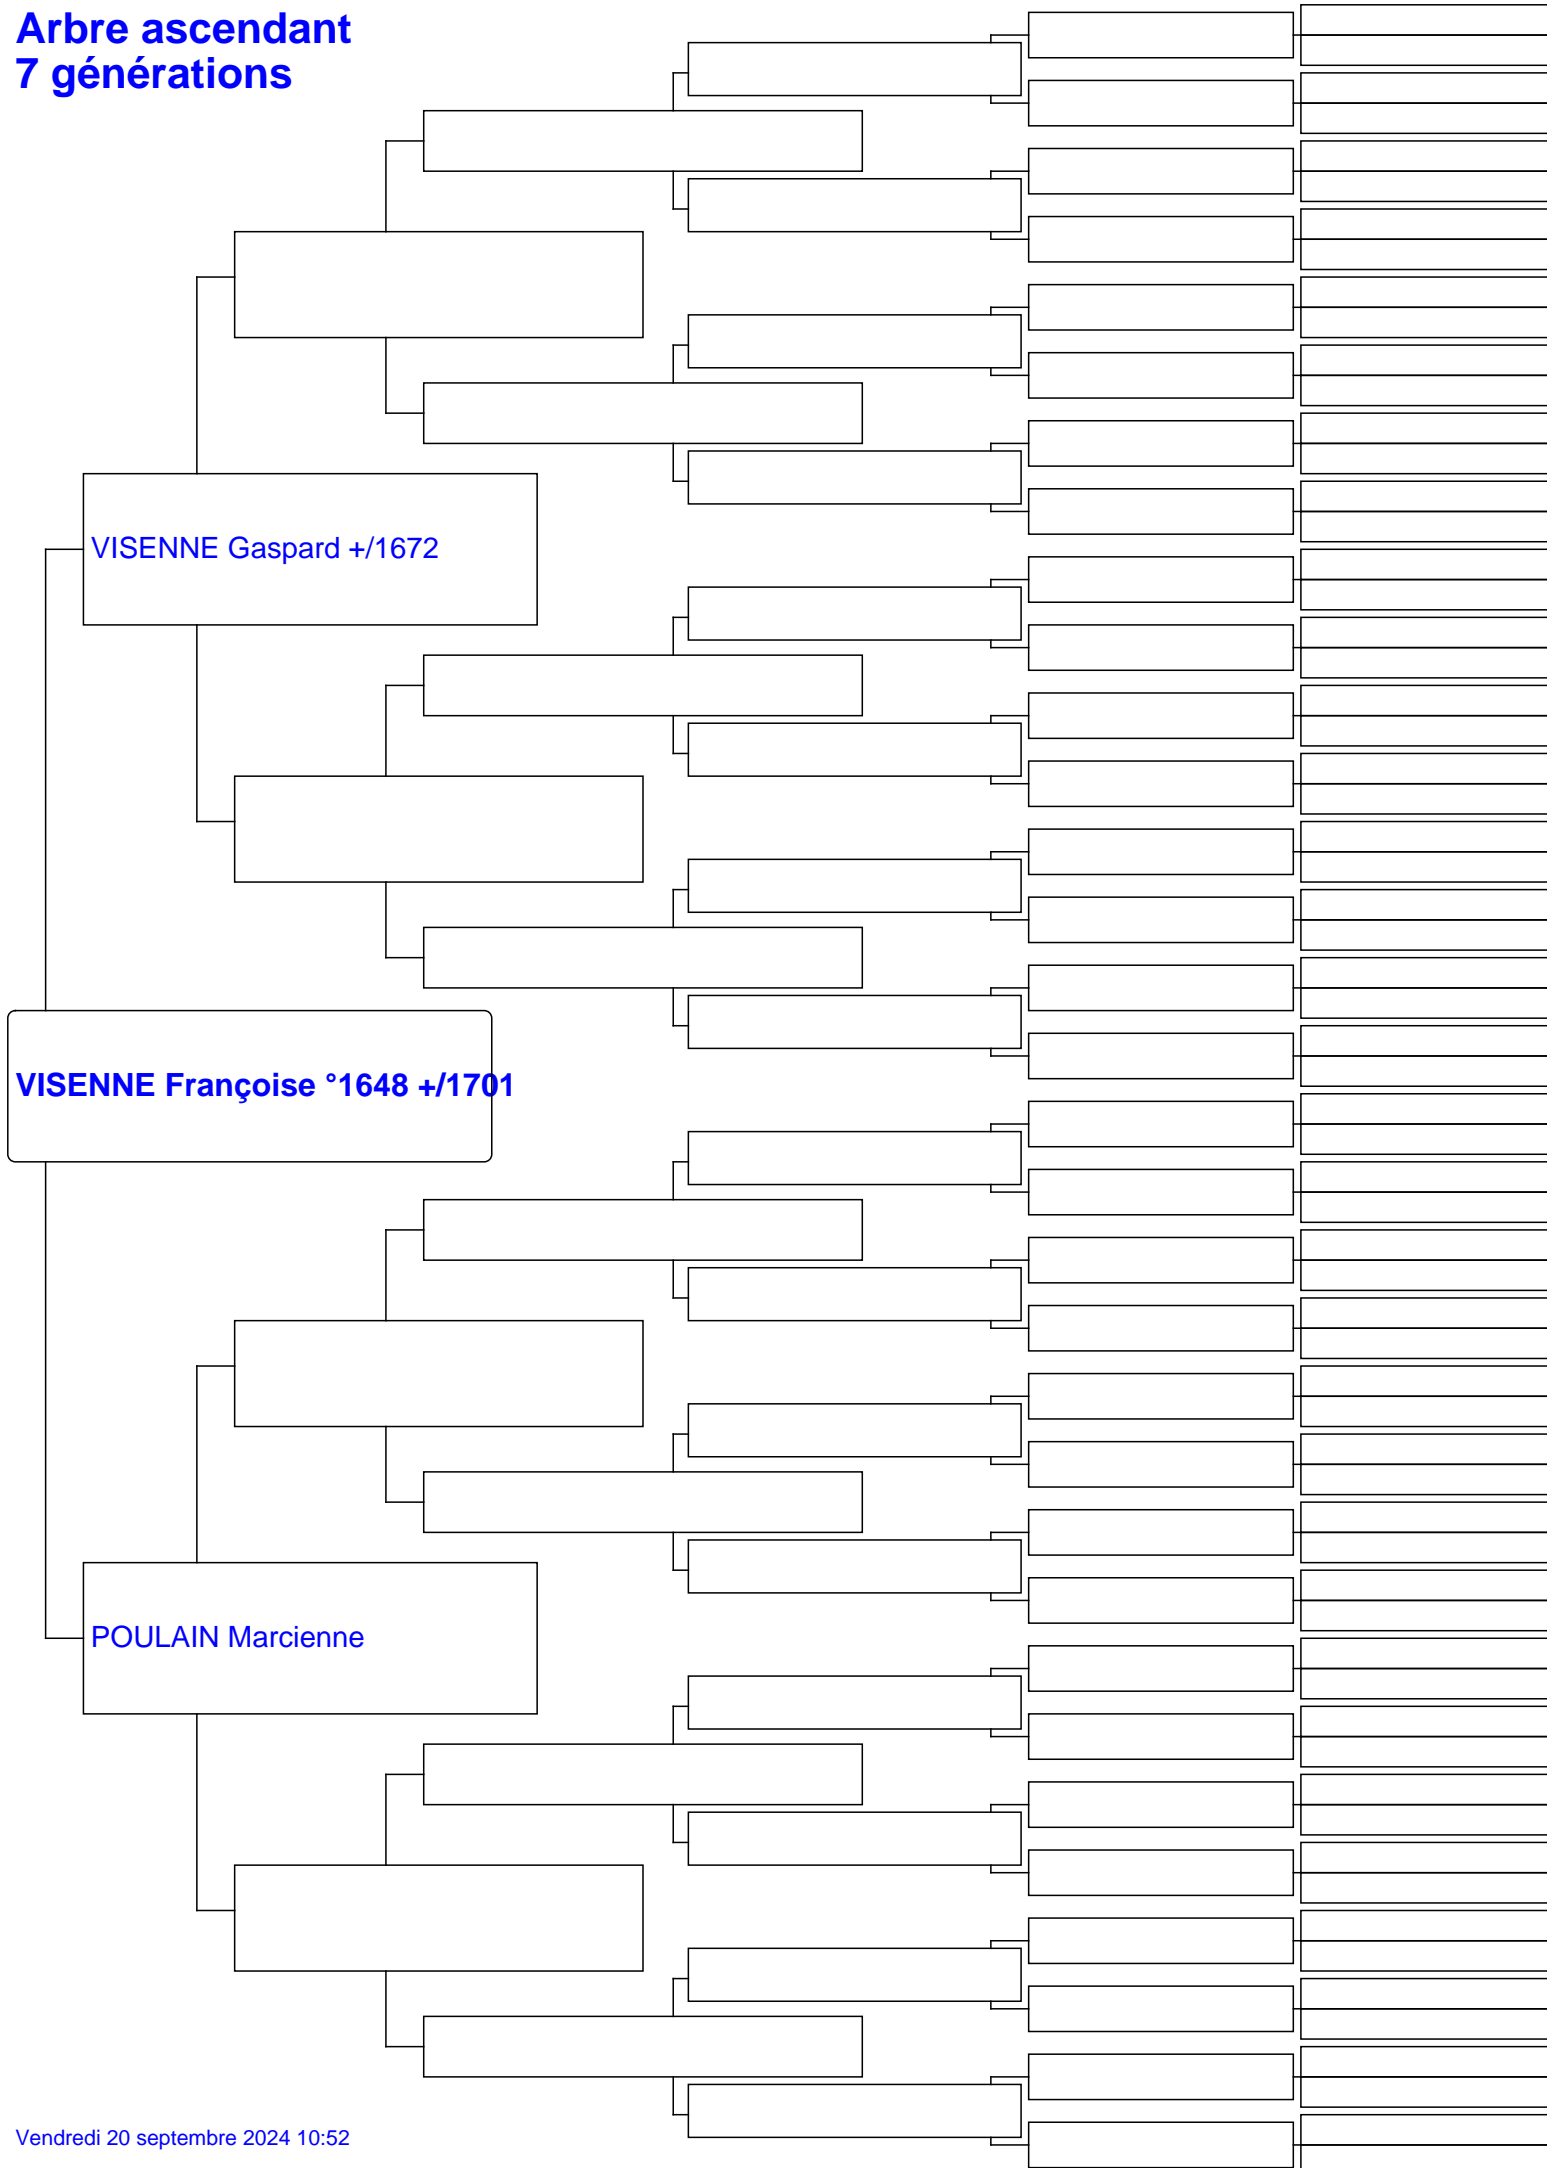 Arbre ascendant
7 générations
VISENNE Gaspard +/1672
VISENNE Françoise °1648 +/1701
POULAIN Marcienne
Vendredi 20 septembre 2024 10:52